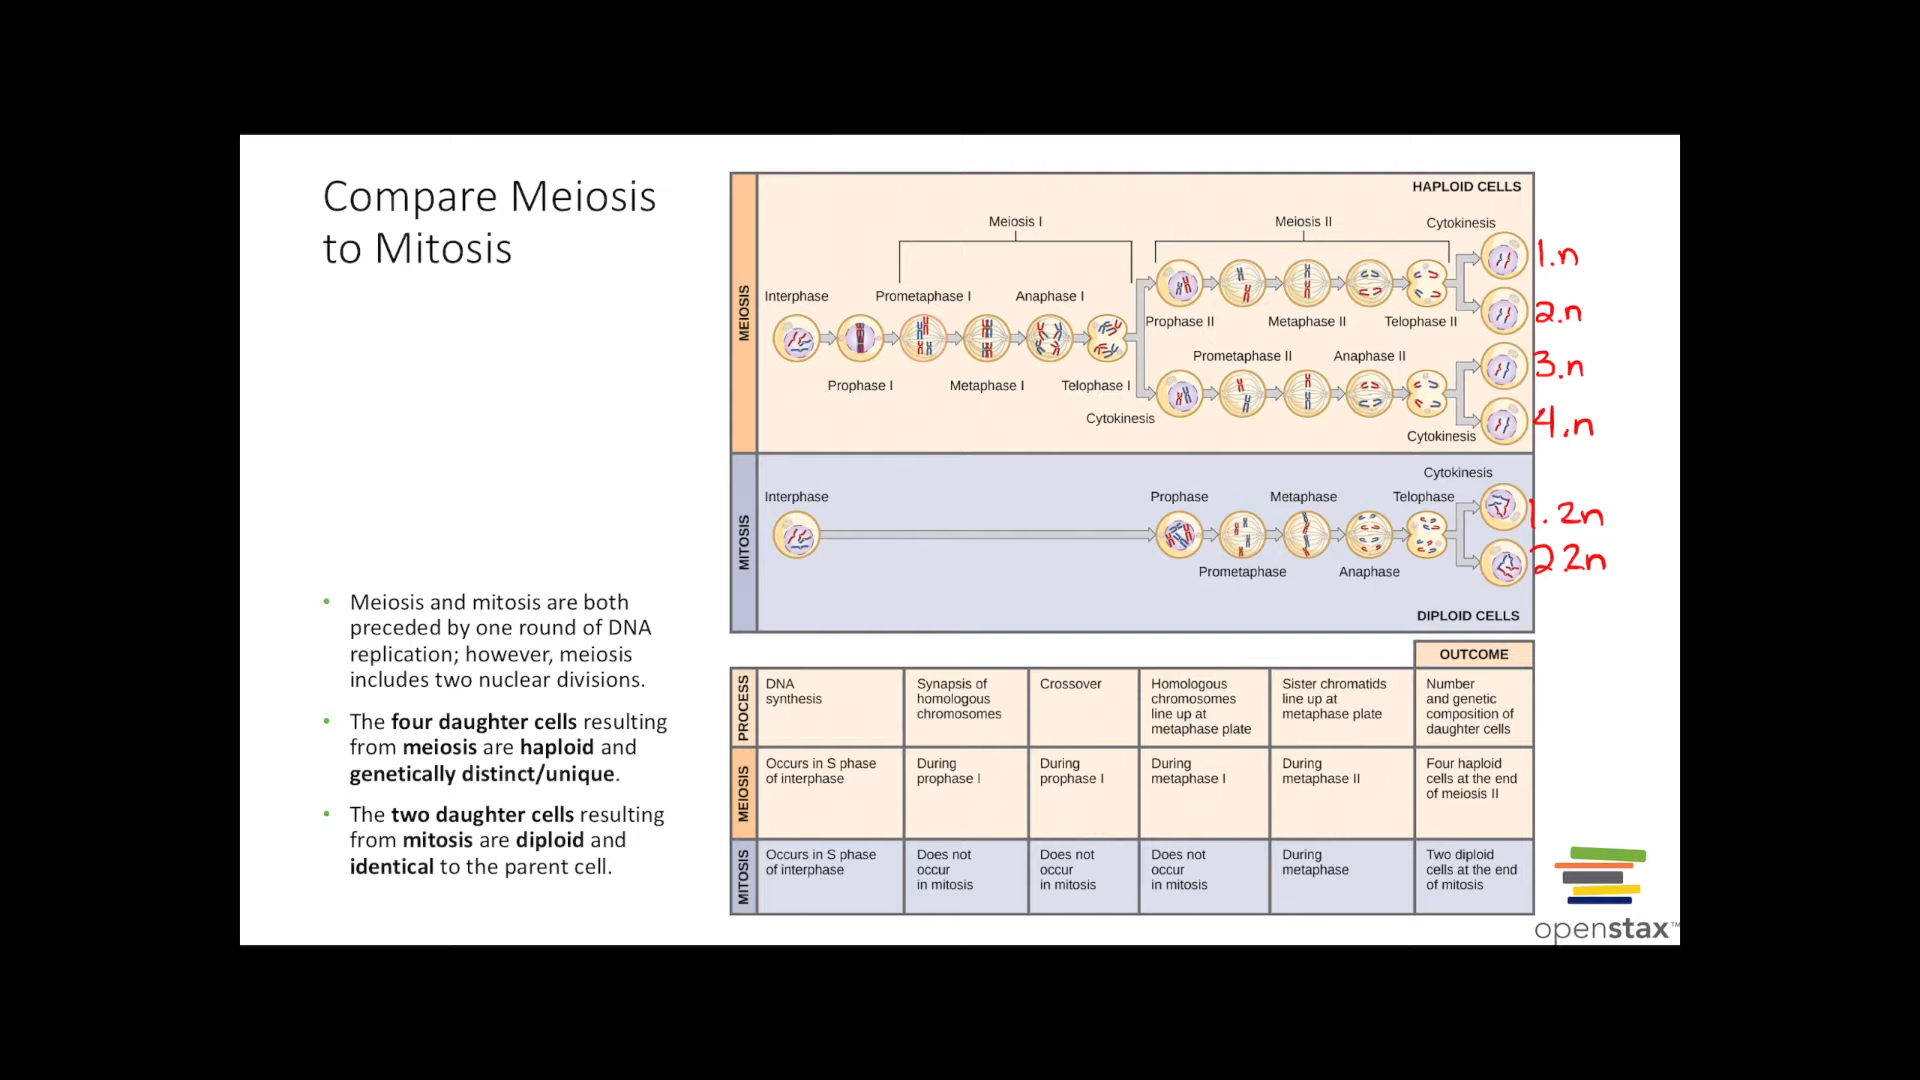 Compare Meiosis
to Mitosis
• Meiosis and mitosis are both
preceded by one round of DNA
replication; however, meiosis
includes two nuclear divisions.
• The four daughter cells resulting
from meiosis are haploid and
genetically distinct/unique.
• The two daughter cells resulting
from mitosis are diploid and
identical to the parent cell.
MEIOSIS
HAPLOID CELLS
Meiosis I
Meiosis II
Cytokinesis
Interphase
Prometaphase I
Anaphase I
Prophase II
Metaphase II
Telophase II
Prometaphase II
Anaphase II
Prophase I
Metaphase I
Telophase I
Cytokinesis
Cytokinesis
1.n
2.n
3.n
4.n
MITOSIS
Cytokinesis
Interphase
Prophase
Metaphase
Telophase
Prometaphase
Anaphase
DIPLOID CELLS
1.2n
22n
OUTCOME
PROCESS
DNA
synthesis
Synapsis of
homologous
chromosomes
Crossover
Homologous
chromosomes
line up at
metaphase plate
Sister chromatids
line up at
metaphase plate
Number
and genetic
composition of
daughter cells
MEIOSIS
Occurs in S phase
of interphase
During
prophase I
During
prophase I
During
metaphase I
During
metaphase II
Four haploid
cells at the end
of meiosis II
MITOSIS
Occurs in S phase
of interphase
Does not
occur
in mitosis
Does not
occur
in mitosis
Does not
occur
in mitosis
During
metaphase
Two diploid
cells at the end
of mitosis
openstax™